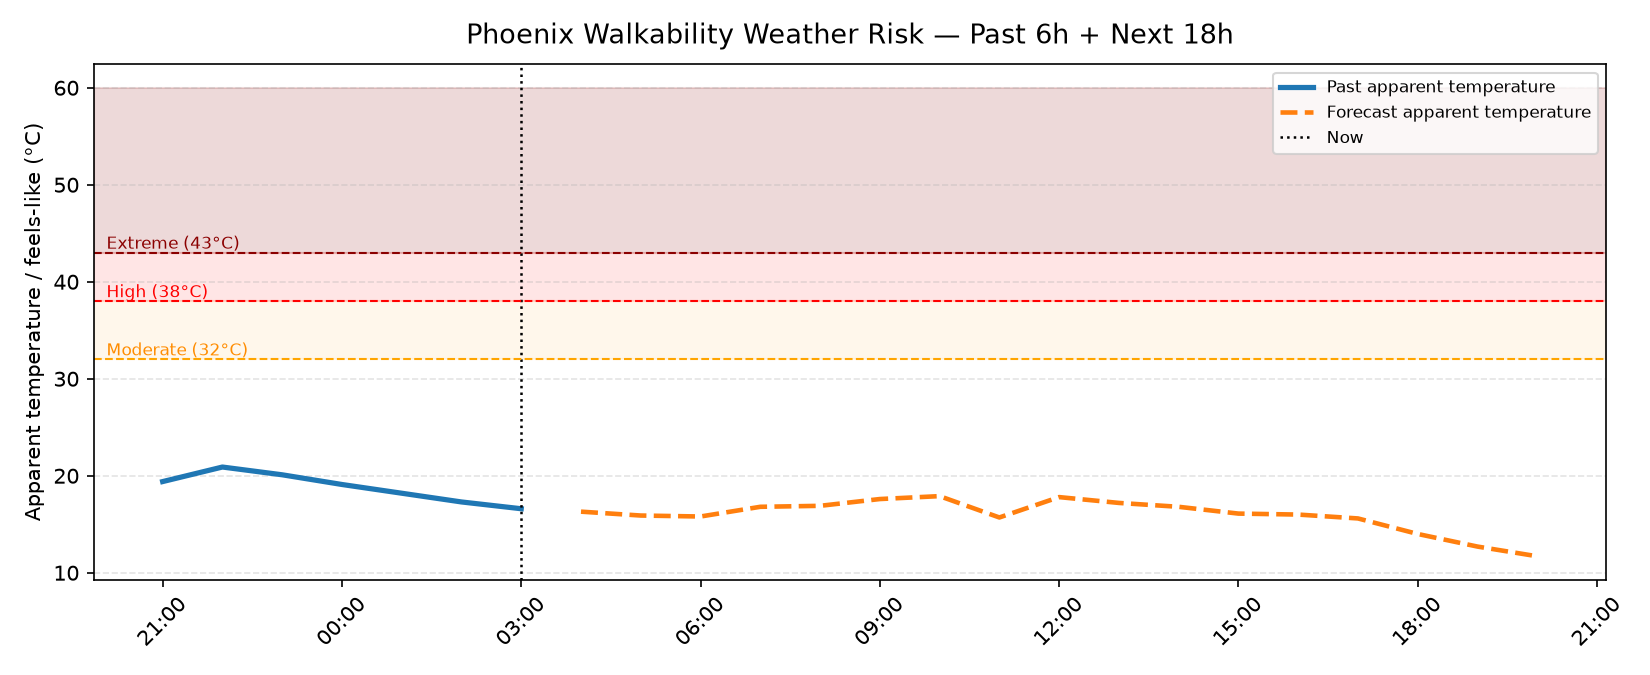 Phoenix Walkability Weather Risk — Past 6h + Next 18h
Apparent temperature / feels-like (°C)
60
50
40
30
20
10
Past apparent temperature
Forecast apparent temperature
Now
Extreme (43°C)
High (38°C)
Moderate (32°C)
21:00
00:00
03:00
06:00
09:00
12:00
15:00
18:00
21:00